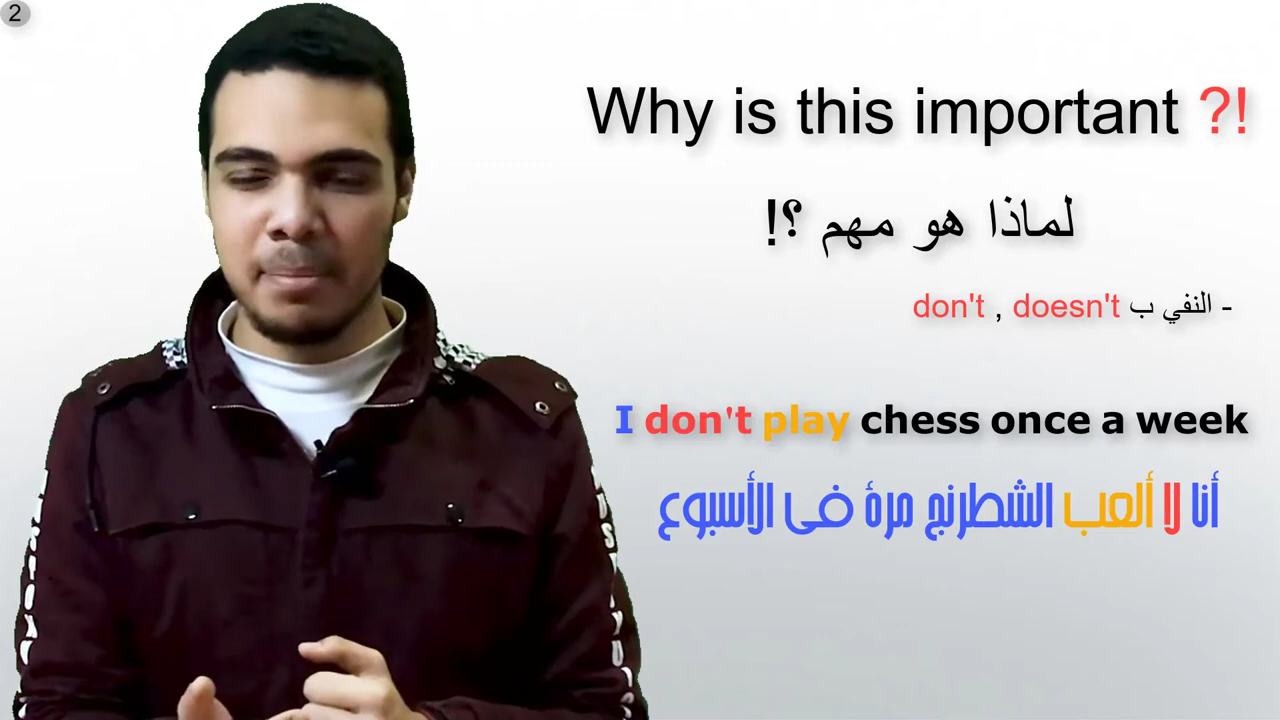 2
Why is this important ?!
لماذا هو مهم ؟!
- النفي ب don't , doesn't
I don't play chess once a week
أنا لا ألعب الشطرنج مرة فى الأسبوع